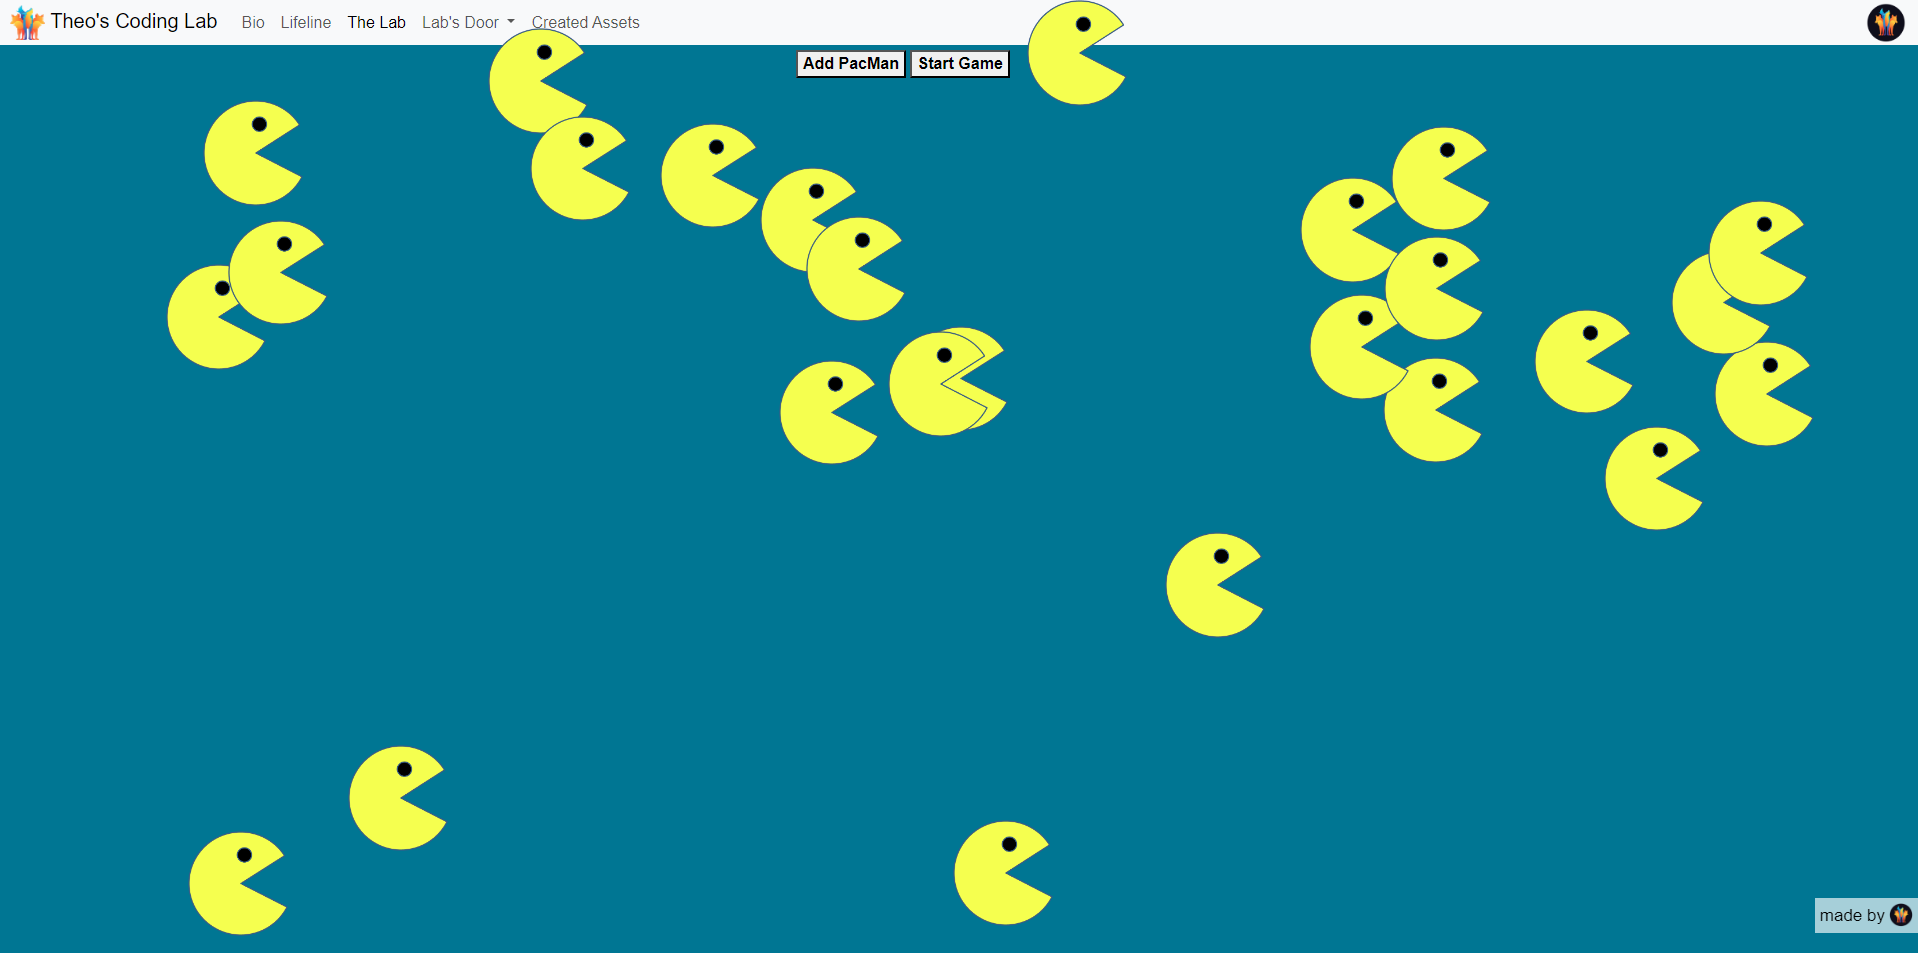 Theo's Coding Lab Bio Lifeline The Lab Lab's Door Created Assets
Add PacMan Start Game
made by